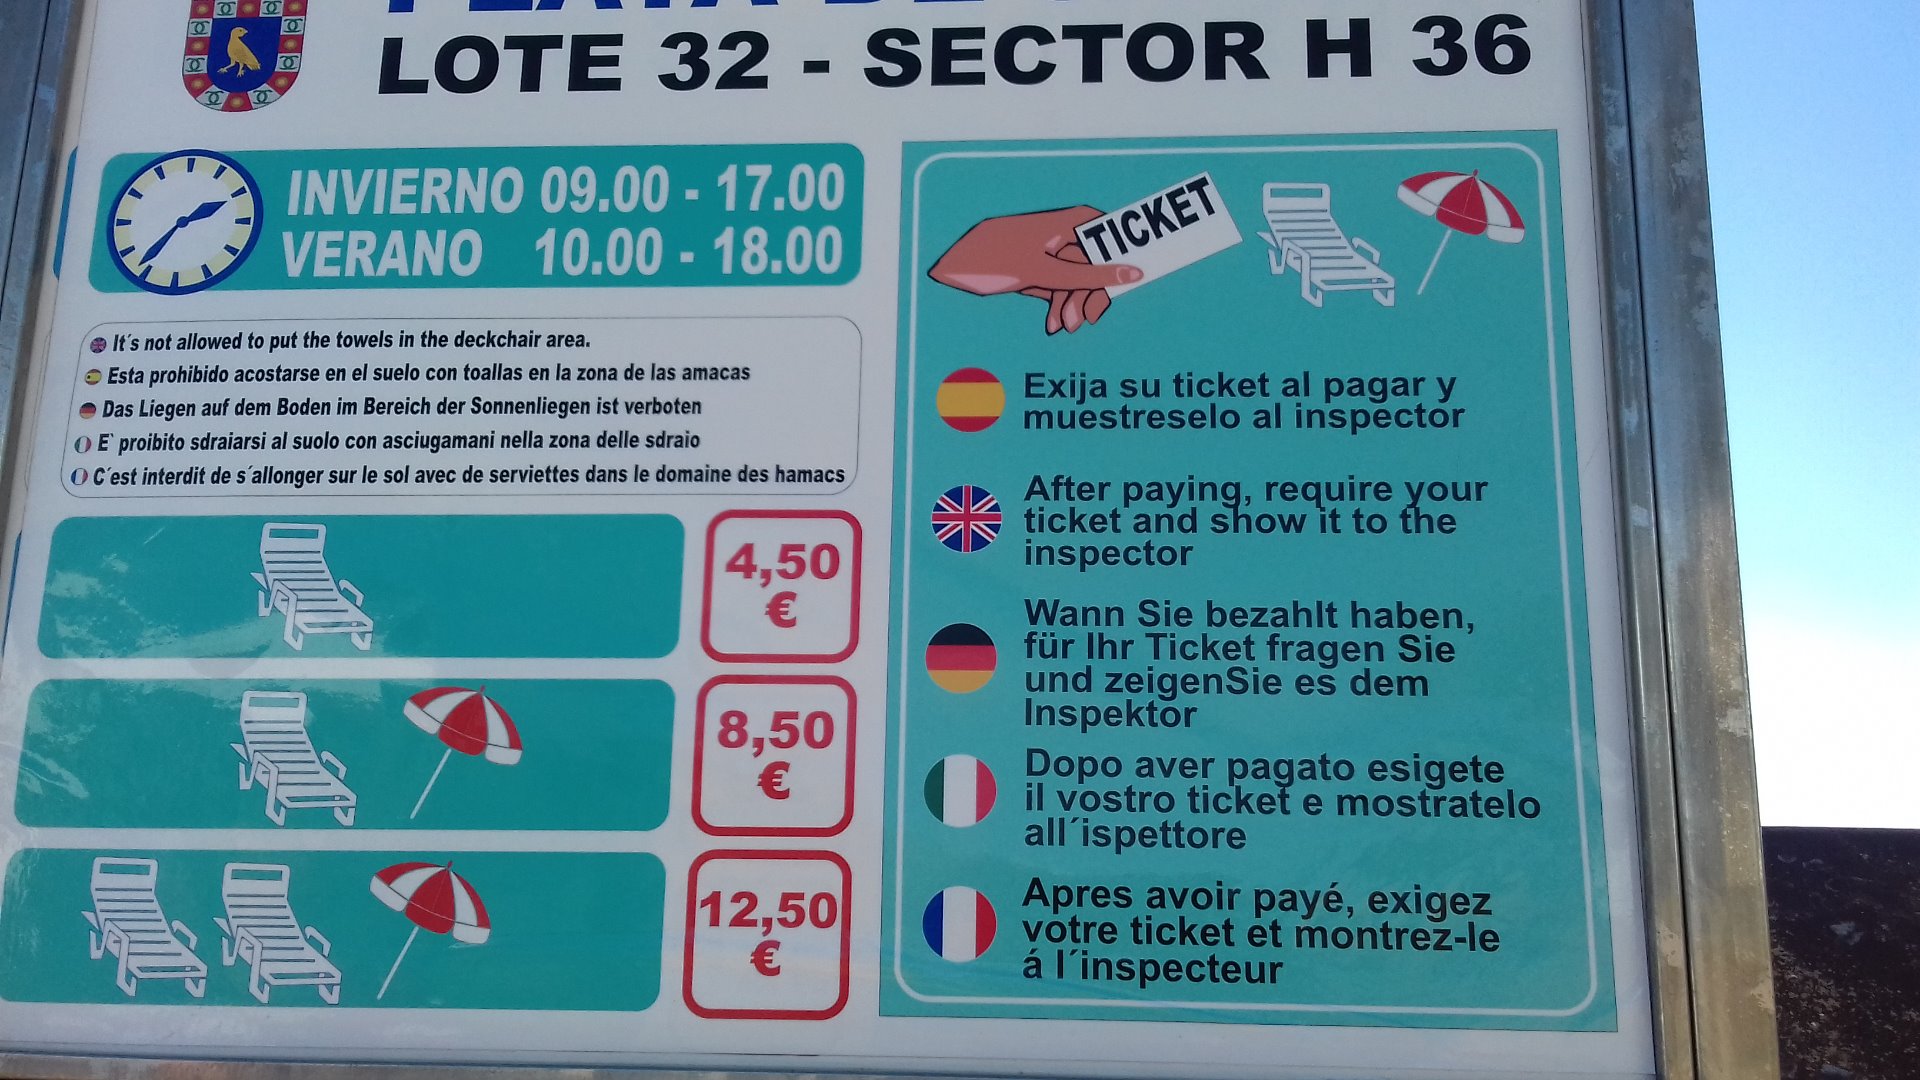 PLAYA DE
LOTE 32 - SECTOR H 36
INVIERNO 09.00 - 17.00
VERANO 10.00 - 18.00
It´s not allowed to put the towels in the deckchair area.
Esta prohibido acostarse en el suelo con toallas en la zona de las amacas
Das Liegen auf dem Boden im Bereich der Sonnenliegen ist verboten
E` proibito sdraiarsi al suolo con asciugamani nella zona delle sdraio
C´est interdit de s´allonger sur le sol avec de serviettes dans le domaine des hamacs
4,50
€
8,50
€
12,50
€
TICKET
Exija su ticket al pagar y
muestreselo al inspector
After paying, require your
ticket and show it to the
inspector
Wann Sie bezahlt haben,
für Ihr Ticket fragen Sie
und zeigenSie es dem
Inspektor
Dopo aver pagato esigete
il vostro ticket e mostratelo
all´ispettore
Apres avoir payé, exigez
votre ticket et montrez-le
á l´inspecteur